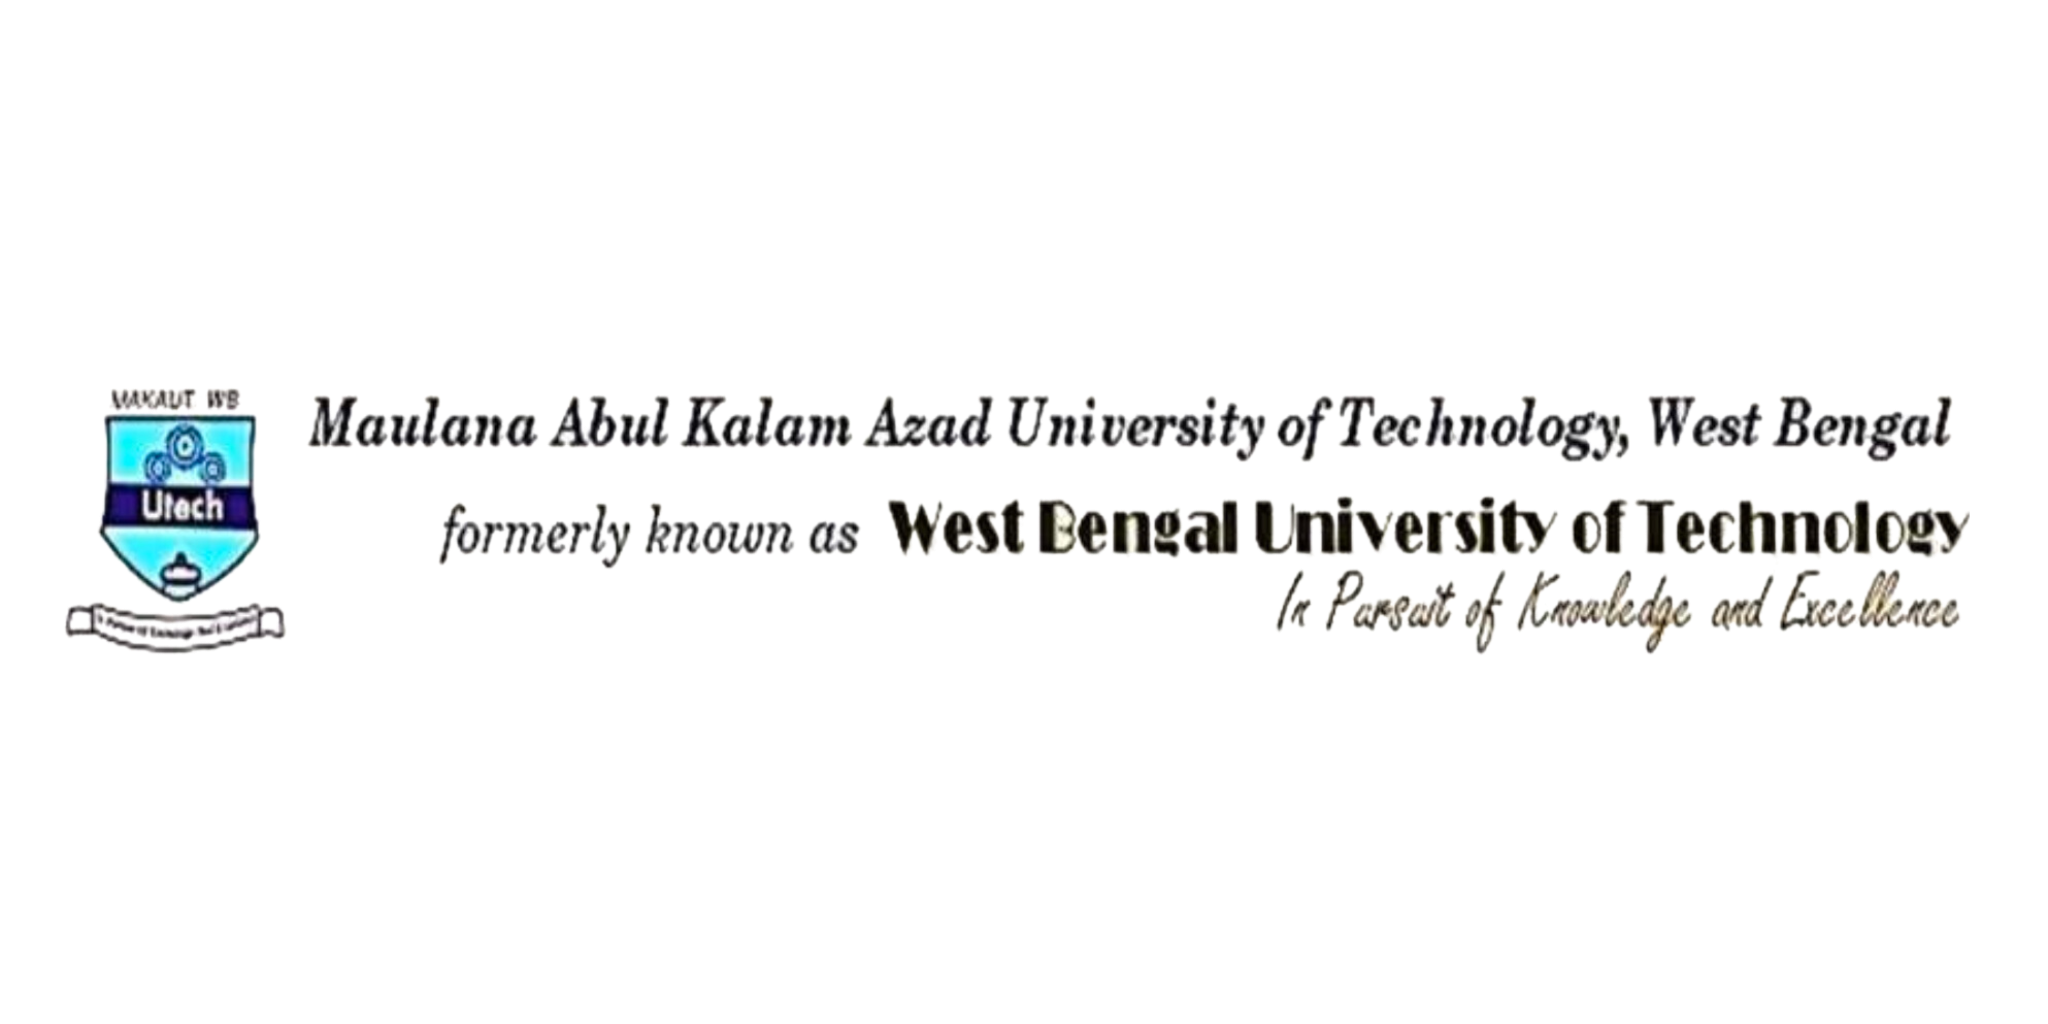 MAKAUT WB
Utech
Maulana Abul Kalam Azad University of Technology, West Bengal
formerly known as West Bengal University of Technology
In Pursuit of Knowledge and Excellence